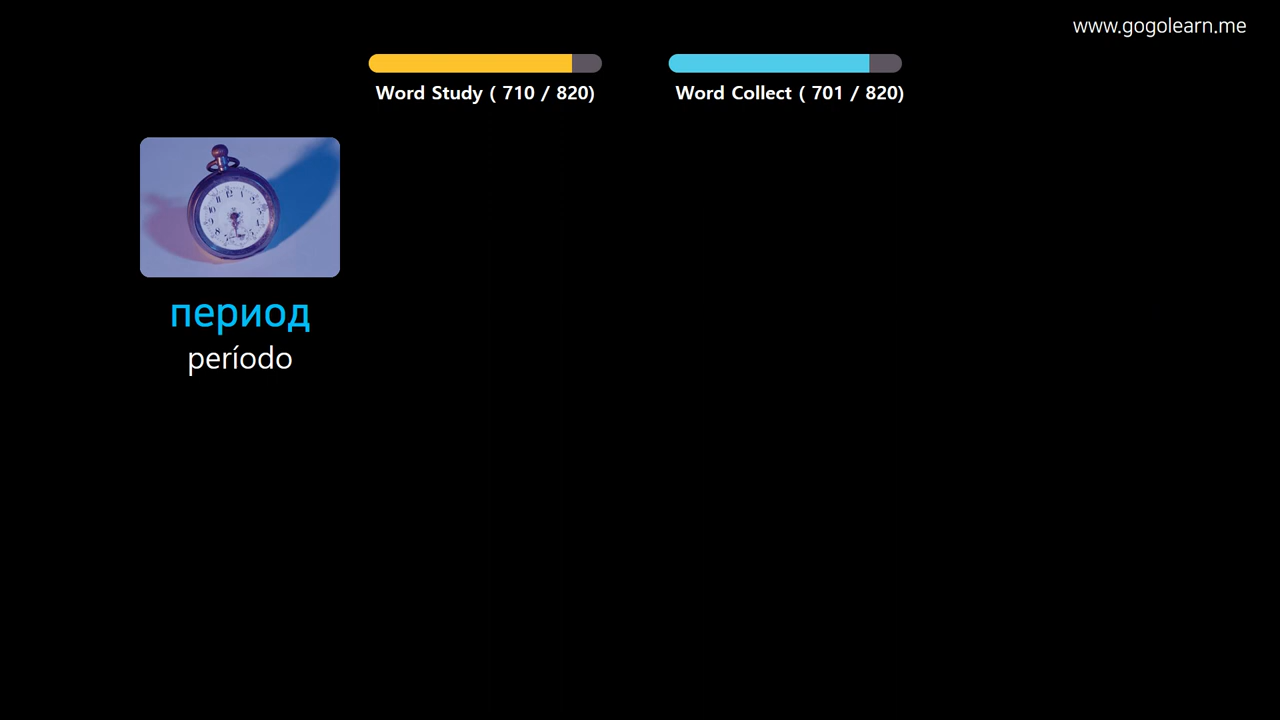 www.gogolearn.me
Word Study ( 710 / 820)
Word Collect ( 701 / 820)
период
período